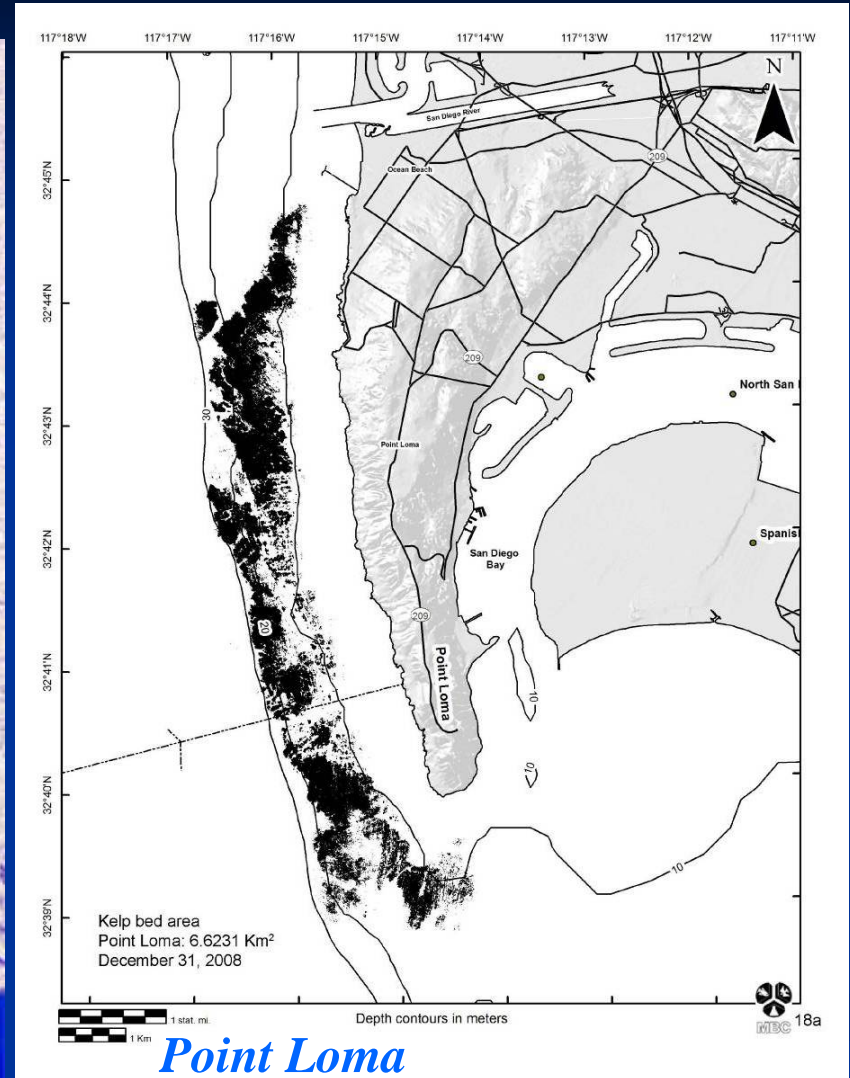 117°18'W 117°17'W 117°16'W 117°15'W 117°14'W 117°13'W 117°12'W 117°11'W
N
San Diego River
209
32°45'N
Ocean Beach
32°44'N
209
North San
30
32°43'N
Point Loma
32°42'N
San Diego
Bay
Spanis
209
20
32°41'N
Point Loma
10
10
32°40'N
10
32°39'N
Kelp bed area
Point Loma: 6.6231 Km²
December 31, 2008
1 stat. mi.
1 Km
Depth contours in meters
MBC
18a
Point Loma